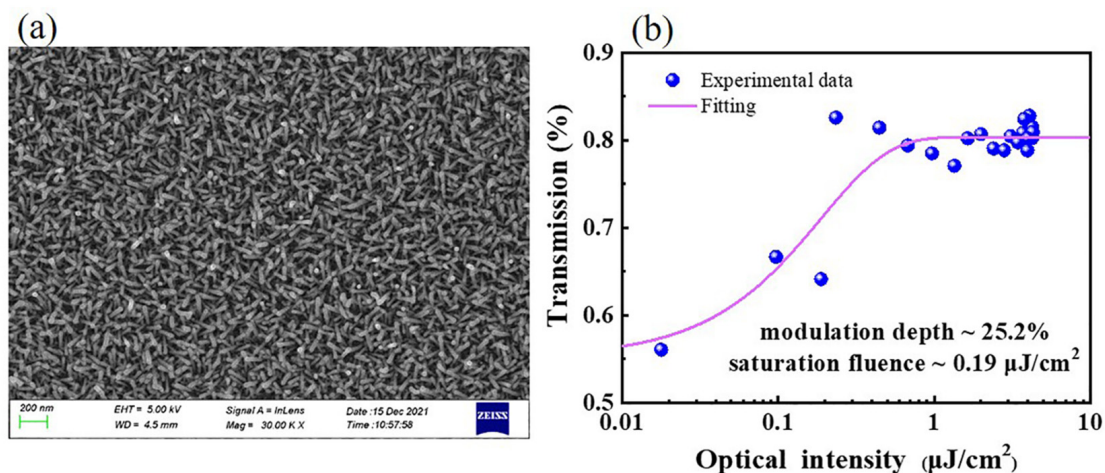 (a)
200 nm
EHT = 5.00 kV
WD = 4.5 mm
Signal A = InLens
Mag = 30.00 K X
Date :15 Dec 2021
Time :10:57:58
ZEISS
(b)
0.9
0.8
0.7
0.6
0.5
Transmission (%)
Experimental data
Fitting
modulation depth ~ 25.2%
saturation fluence ~ 0.19 μJ/cm²
0.01
0.1
1
10
Optical intensity (μJ/cm²)